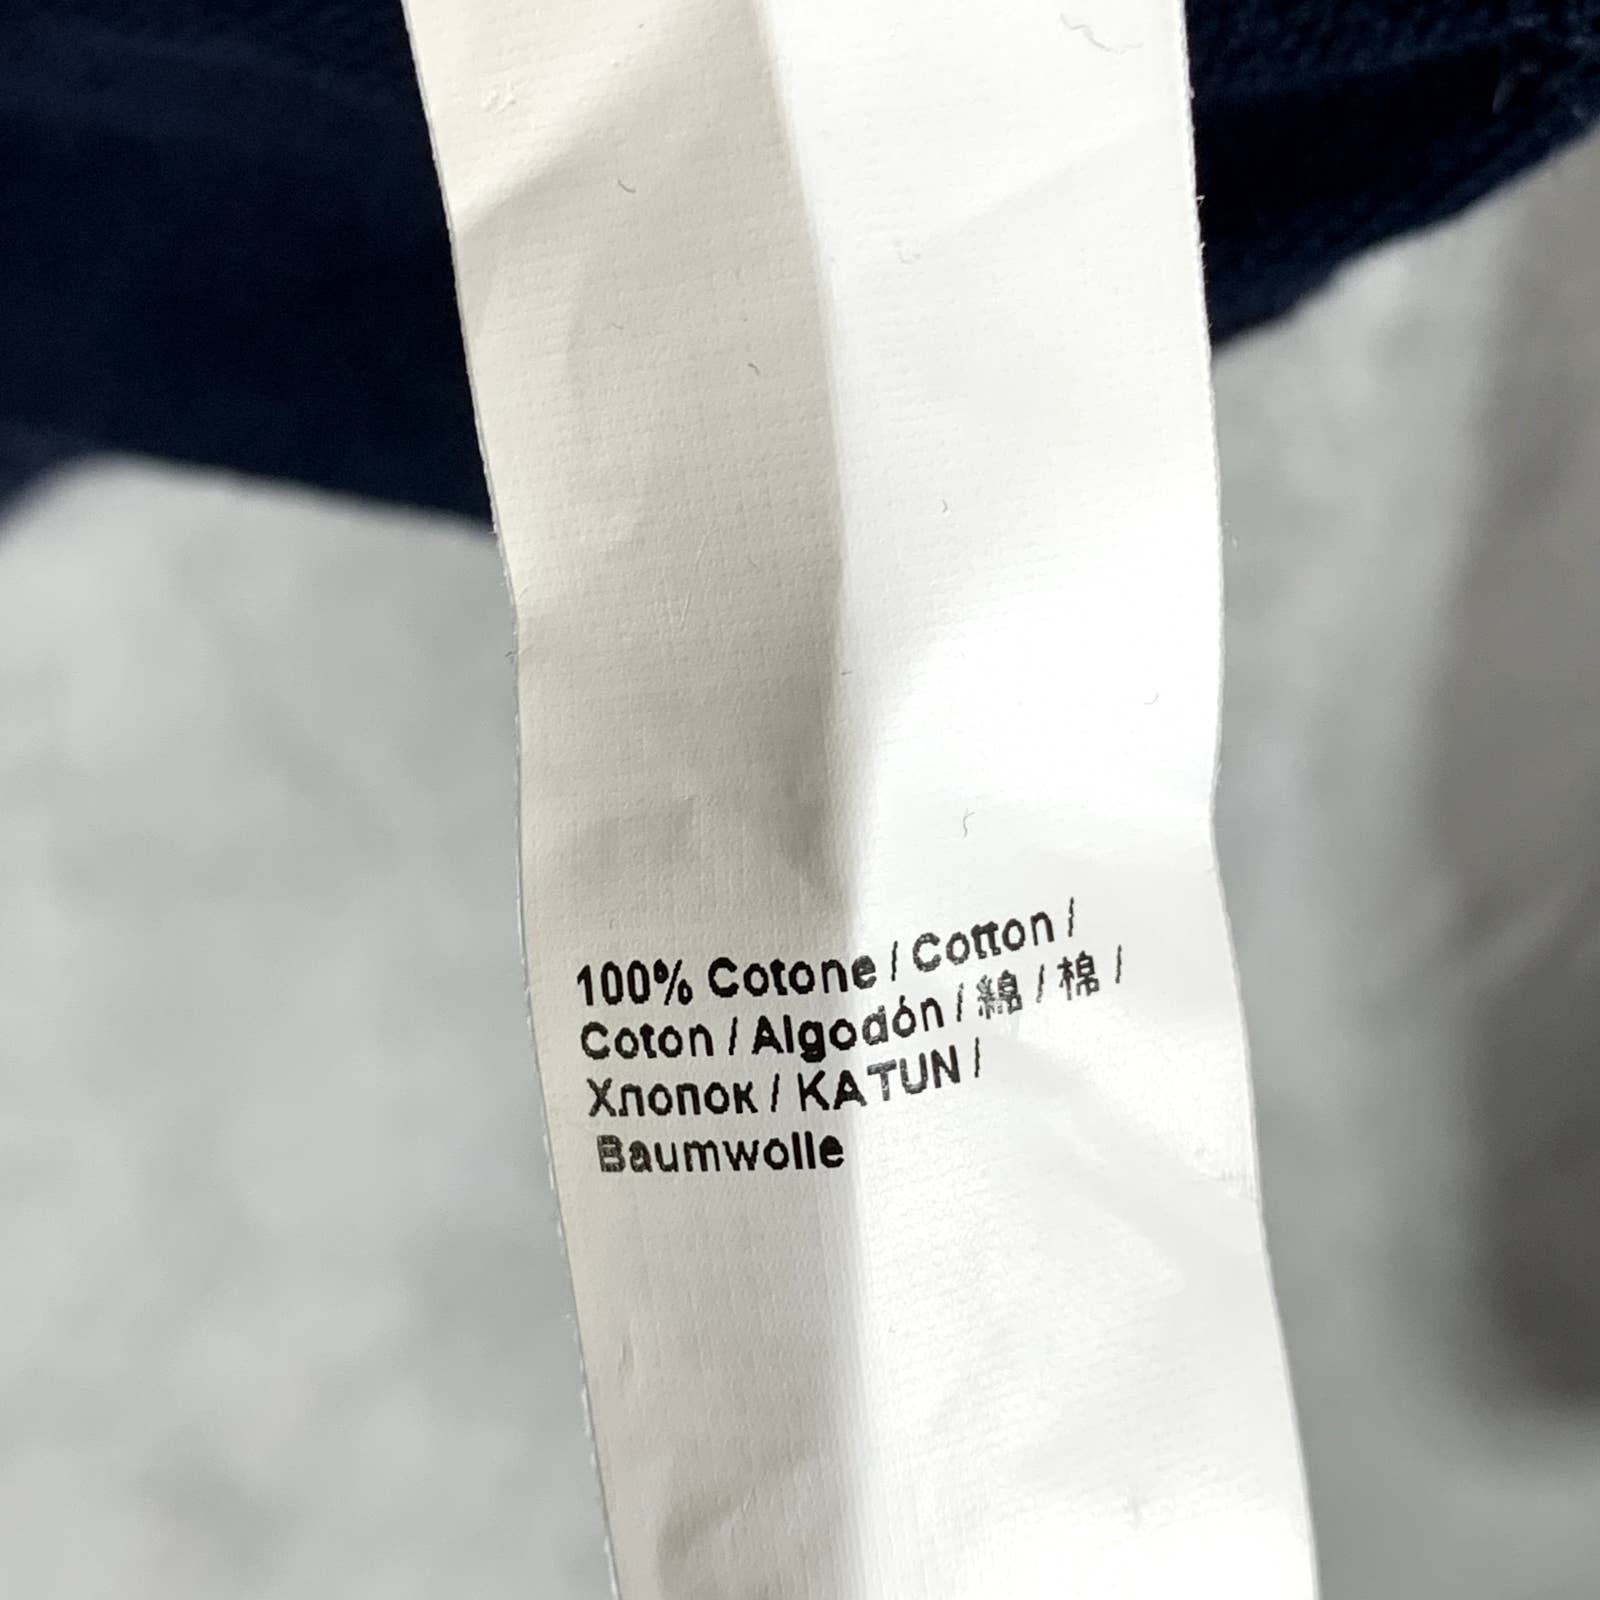 100% Cotone / Cotton /
Coton / Algodón / 綿 / 棉 /
Хлопок / KATUN /
Baumwolle